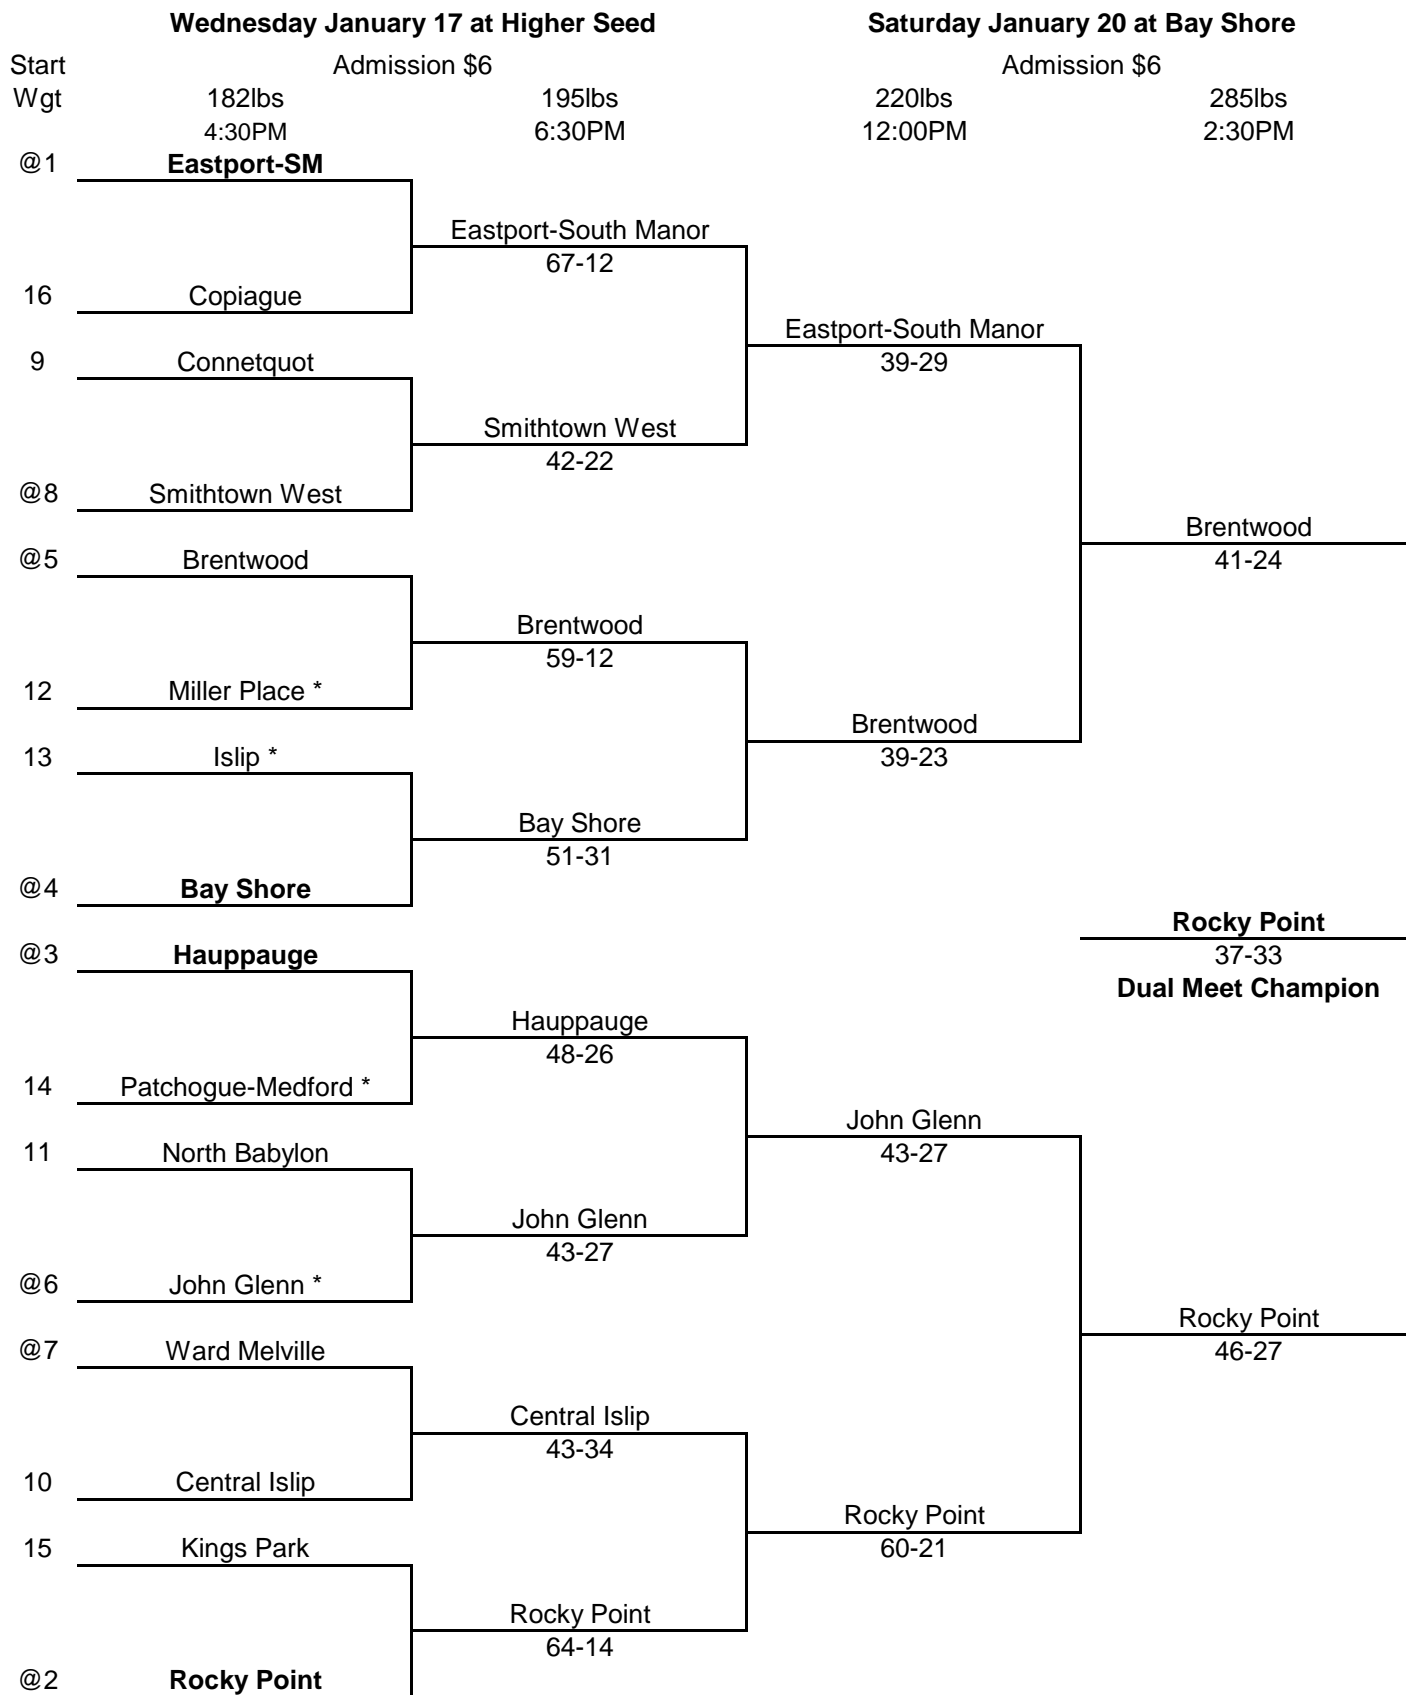 Wednesday January 17 at Higher Seed Saturday January 20 at Bay Shore
Start Admission $6 Admission $6
Wgt 182lbs 195lbs 220lbs 285lbs
4:30PM 6:30PM 12:00PM 2:30PM
@1 Eastport-SM
Eastport-South Manor
67-12
16 Copiague
Eastport-South Manor
9 Connetquot 39-29
Smithtown West
42-22
@8 Smithtown West
Brentwood
@5 Brentwood 41-24
Brentwood
59-12
12 Miller Place *
Brentwood
13 Islip * 39-23
Bay Shore
51-31
@4 Bay Shore
Rocky Point
@3 Hauppauge 37-33
Dual Meet Champion
Hauppauge
48-26
14 Patchogue-Medford *
John Glenn
11 North Babylon 43-27
John Glenn
43-27
@6 John Glenn *
Rocky Point
@7 Ward Melville 46-27
Central Islip
43-34
10 Central Islip
Rocky Point
15 Kings Park 60-21
Rocky Point
64-14
@2 Rocky Point